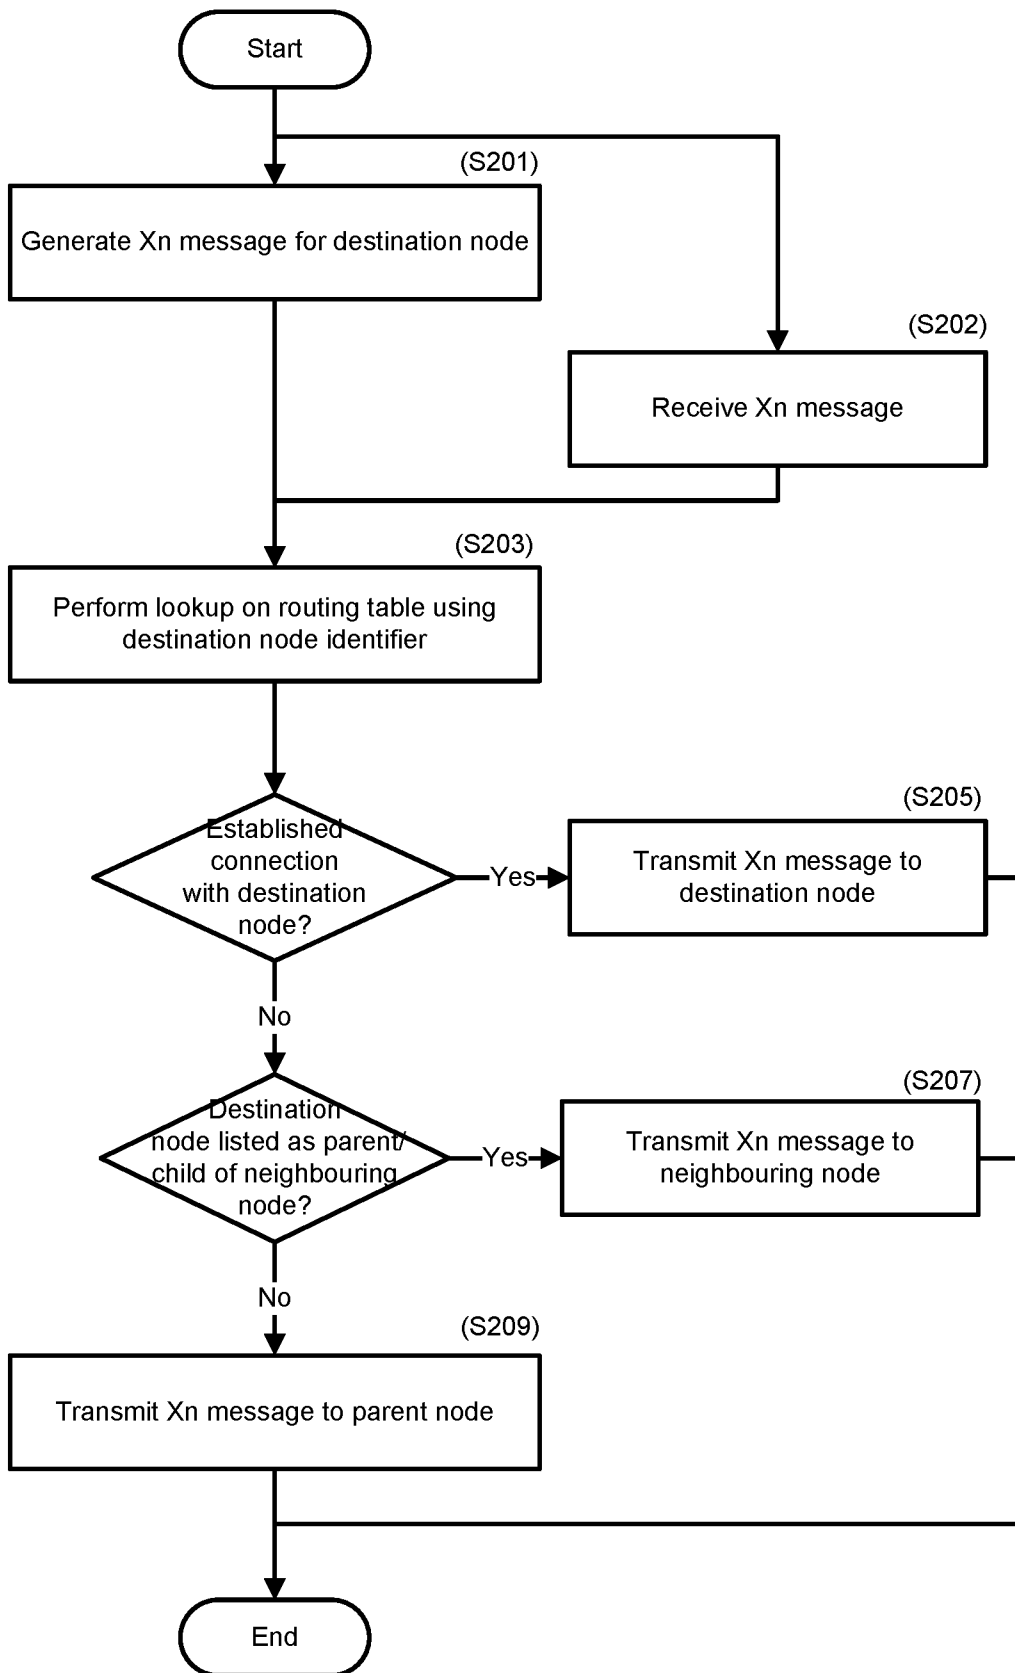 Start
(S201)
Generate Xn message for destination node
(S202)
Receive Xn message
(S203)
Perform lookup on routing table using
destination node identifier
Established
connection
with destination
node?
Yes
(S205)
Transmit Xn message to
destination node
No
Destination
node listed as parent/
child of neighbouring
node?
Yes
(S207)
Transmit Xn message to
neighbouring node
No
(S209)
Transmit Xn message to parent node
End